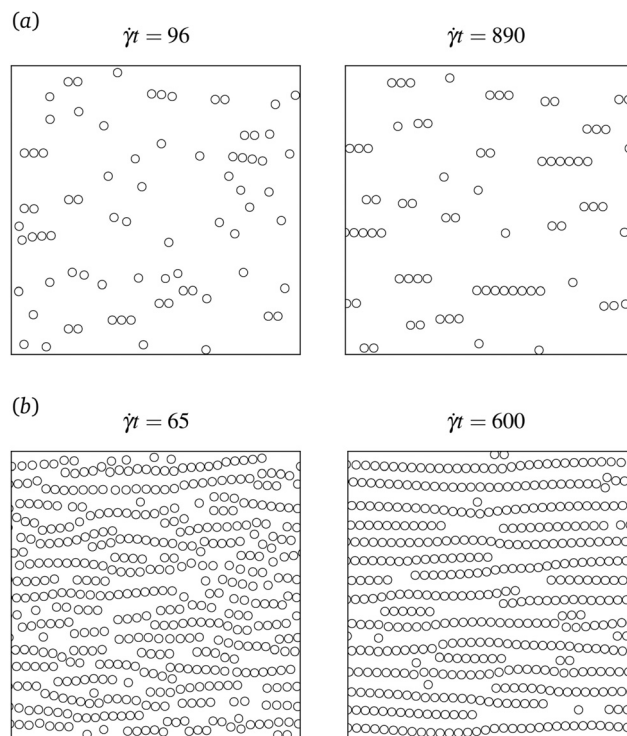 (a)
γ̇t = 96 γ̇t = 890
(b)
γ̇t = 65 γ̇t = 600